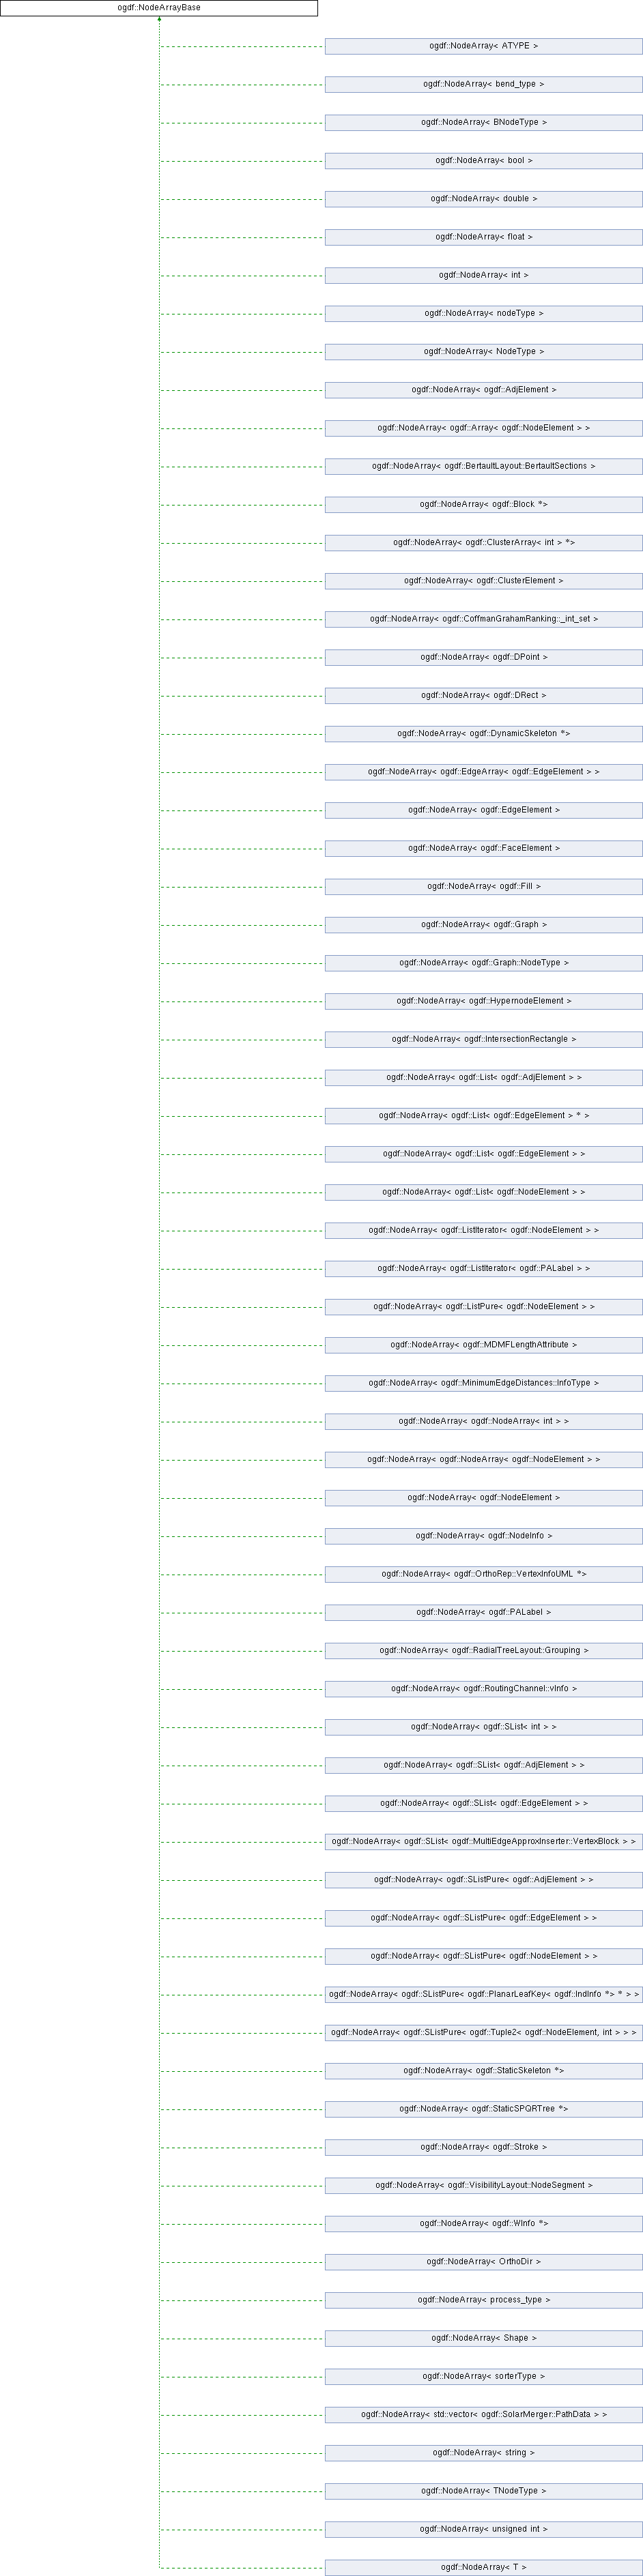 ogdf::NodeArrayBase
ogdf::NodeArray< ATYPE >
ogdf::NodeArray< bend_type >
ogdf::NodeArray< BNodeType >
ogdf::NodeArray< bool >
ogdf::NodeArray< double >
ogdf::NodeArray< float >
ogdf::NodeArray< int >
ogdf::NodeArray< nodeType >
ogdf::NodeArray< NodeType >
ogdf::NodeArray< ogdf::AdjElement >
ogdf::NodeArray< ogdf::Array< ogdf::NodeElement > >
ogdf::NodeArray< ogdf::BertaultLayout::BertaultSections >
ogdf::NodeArray< ogdf::Block *>
ogdf::NodeArray< ogdf::ClusterArray< int > *>
ogdf::NodeArray< ogdf::ClusterElement >
ogdf::NodeArray< ogdf::CoffmanGrahamRanking::_int_set >
ogdf::NodeArray< ogdf::DPoint >
ogdf::NodeArray< ogdf::DRect >
ogdf::NodeArray< ogdf::DynamicSkeleton *>
ogdf::NodeArray< ogdf::EdgeArray< ogdf::EdgeElement > >
ogdf::NodeArray< ogdf::EdgeElement >
ogdf::NodeArray< ogdf::FaceElement >
ogdf::NodeArray< ogdf::Fill >
ogdf::NodeArray< ogdf::Graph >
ogdf::NodeArray< ogdf::Graph::NodeType >
ogdf::NodeArray< ogdf::HypernodeElement >
ogdf::NodeArray< ogdf::IntersectionRectangle >
ogdf::NodeArray< ogdf::List< ogdf::AdjElement > >
ogdf::NodeArray< ogdf::List< ogdf::EdgeElement > * >
ogdf::NodeArray< ogdf::List< ogdf::EdgeElement > >
ogdf::NodeArray< ogdf::List< ogdf::NodeElement > >
ogdf::NodeArray< ogdf::ListIterator< ogdf::NodeElement > >
ogdf::NodeArray< ogdf::ListIterator< ogdf::PALabel > >
ogdf::NodeArray< ogdf::ListPure< ogdf::NodeElement > >
ogdf::NodeArray< ogdf::MDMFLengthAttribute >
ogdf::NodeArray< ogdf::MinimumEdgeDistances::InfoType >
ogdf::NodeArray< ogdf::NodeArray< int > >
ogdf::NodeArray< ogdf::NodeArray< ogdf::NodeElement > >
ogdf::NodeArray< ogdf::NodeElement >
ogdf::NodeArray< ogdf::NodeInfo >
ogdf::NodeArray< ogdf::OrthoRep::VertexInfoUML *>
ogdf::NodeArray< ogdf::PALabel >
ogdf::NodeArray< ogdf::RadialTreeLayout::Grouping >
ogdf::NodeArray< ogdf::RoutingChannel::vInfo >
ogdf::NodeArray< ogdf::SList< int > >
ogdf::NodeArray< ogdf::SList< ogdf::AdjElement > >
ogdf::NodeArray< ogdf::SList< ogdf::EdgeElement > >
ogdf::NodeArray< ogdf::SList< ogdf::MultiEdgeApproxInserter::VertexBlock > >
ogdf::NodeArray< ogdf::SListPure< ogdf::AdjElement > >
ogdf::NodeArray< ogdf::SListPure< ogdf::EdgeElement > >
ogdf::NodeArray< ogdf::SListPure< ogdf::NodeElement > >
ogdf::NodeArray< ogdf::SListPure< ogdf::PlanarLeafKey< ogdf::IndInfo *> * > >
ogdf::NodeArray< ogdf::SListPure< ogdf::Tuple2< ogdf::NodeElement, int > > >
ogdf::NodeArray< ogdf::StaticSkeleton *>
ogdf::NodeArray< ogdf::StaticSPQRTree *>
ogdf::NodeArray< ogdf::Stroke >
ogdf::NodeArray< ogdf::VisibilityLayout::NodeSegment >
ogdf::NodeArray< ogdf::WInfo *>
ogdf::NodeArray< OrthoDir >
ogdf::NodeArray< process_type >
ogdf::NodeArray< Shape >
ogdf::NodeArray< sorterType >
ogdf::NodeArray< std::vector< ogdf::SolarMerger::PathData > >
ogdf::NodeArray< string >
ogdf::NodeArray< TNodeType >
ogdf::NodeArray< unsigned int >
ogdf::NodeArray< T >